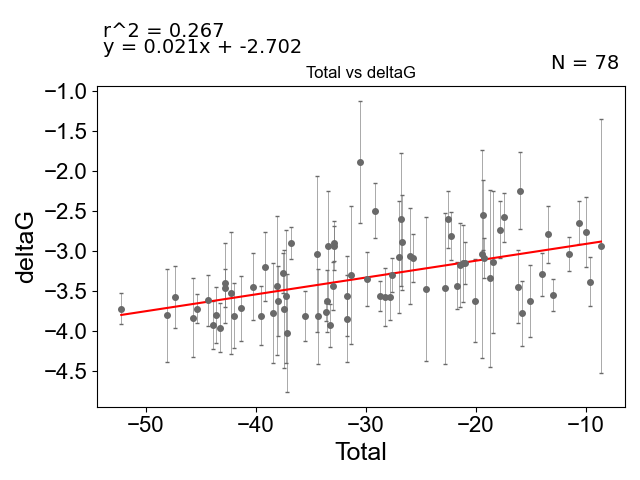 r^2 = 0.267
y = 0.021x + -2.702
N = 78
Total vs deltaG
deltaG
−1.0
−1.5
−2.0
−2.5
−3.0
−3.5
−4.0
−4.5
−50
−40
−30
−20
−10
Total